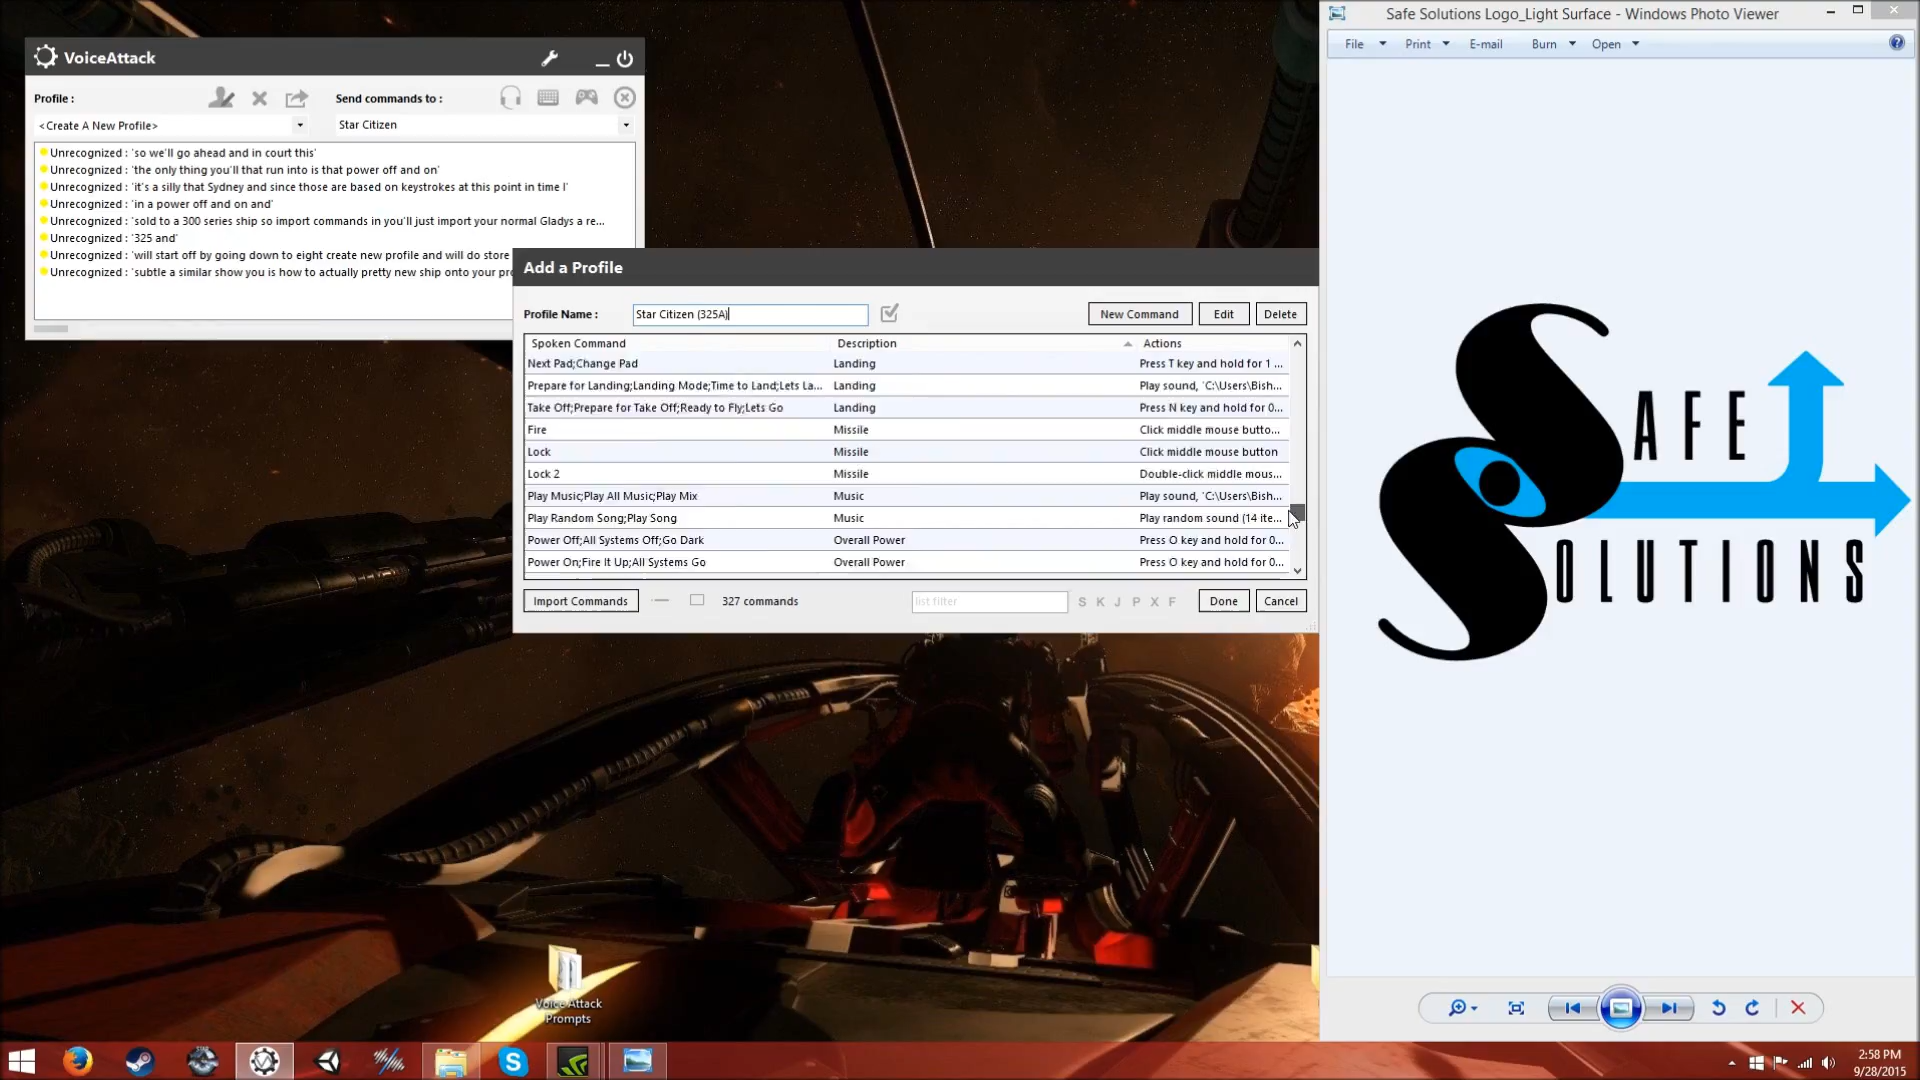 VoiceAttack
Profile :
Send commands to :
<Create A New Profile>
Star Citizen
Unrecognized : 'so we'll go ahead and in court this'
Unrecognized : 'the only thing you'll that run into is that power off and on'
Unrecognized : 'it's a silly that Sydney and since those are based on keystrokes at this point in time I'
Unrecognized : 'in a power off and on and'
Unrecognized : 'sold to a 300 series ship so import commands in you'll just import your normal Gladys a re...
Unrecognized : '325 and'
Unrecognized : 'will start off by going down to eight create new profile and will do store
Unrecognized : 'subtle a similar show you is how to actually pretty new ship onto your pro
Add a Profile
Profile Name :
Star Citizen (325A)
New Command
Edit
Delete
Spoken Command Description Actions
Next Pad;Change Pad Landing Press T key and hold for 1 ...
Prepare for Landing;Landing Mode;Time to Land;Lets La... Landing Play sound, 'C:\Users\Bish...
Take Off;Prepare for Take Off;Ready to Fly;Lets Go Landing Press N key and hold for 0...
Fire Missile Click middle mouse butto...
Lock Missile Click middle mouse button
Lock 2 Missile Double-click middle mous...
Play Music;Play All Music;Play Mix Music Play sound, 'C:\Users\Bish...
Play Random Song;Play Song Music Play random sound (14 ite...
Power Off;All Systems Off;Go Dark Overall Power Press O key and hold for 0...
Power On;Fire It Up;All Systems Go Overall Power Press O key and hold for 0...
Import Commands
327 commands
list filter
S K J P X F
Done
Cancel
Safe Solutions Logo_Light Surface - Windows Photo Viewer
File Print E-mail Burn Open
SAFE
SOLUTIONS
Voice Attack
Prompts
2:58 PM
9/28/2015